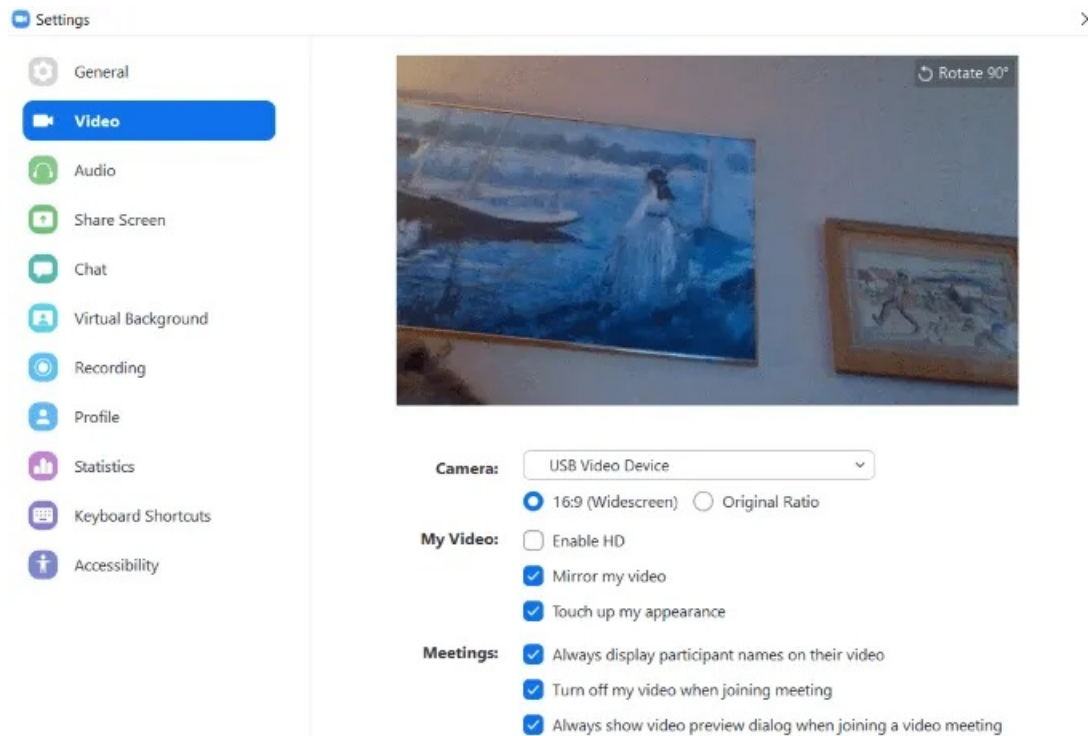 Settings
General
Video
Audio
Share Screen
Chat
Virtual Background
Recording
Profile
Statistics
Keyboard Shortcuts
Accessibility
Rotate 90°
Camera: USB Video Device
16:9 (Widescreen) Original Ratio
My Video: Enable HD
Mirror my video
Touch up my appearance
Meetings: Always display participant names on their video
Turn off my video when joining meeting
Always show video preview dialog when joining a video meeting